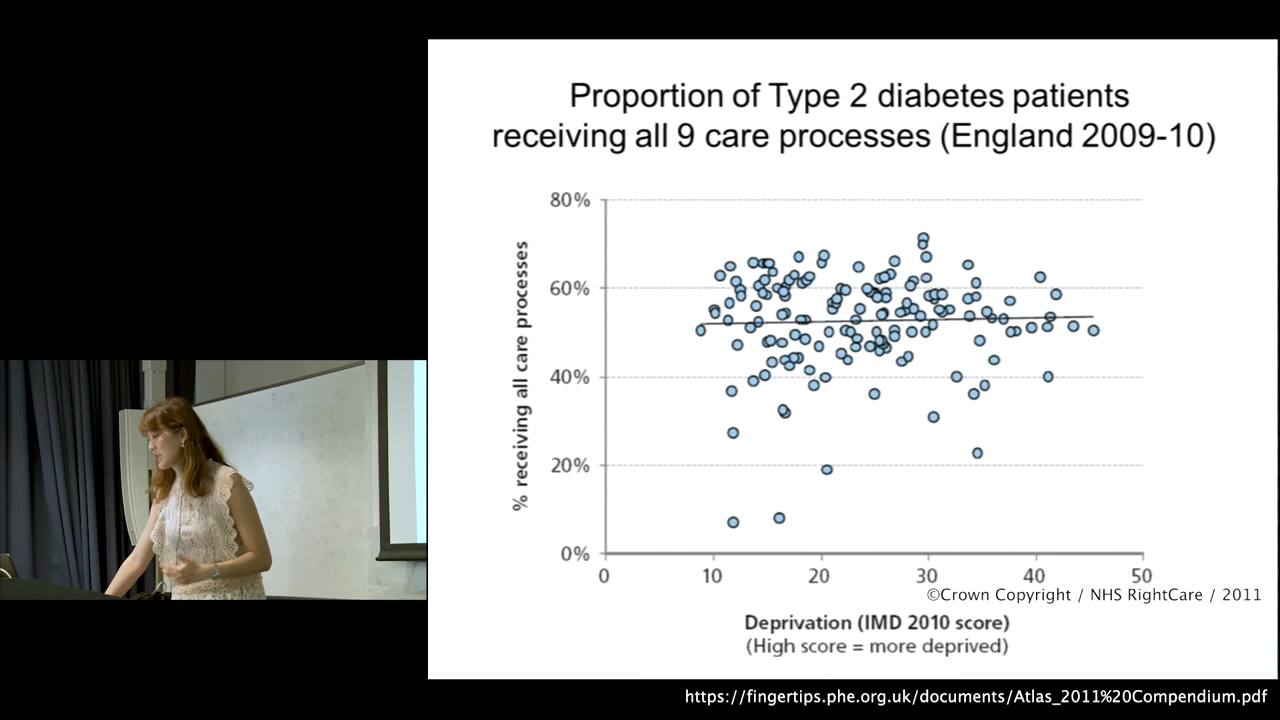 Proportion of Type 2 diabetes patients
receiving all 9 care processes (England 2009-10)
80%
60%
40%
20%
0%
% receiving all care processes
0 10 20 30 40 50
©Crown Copyright / NHS RightCare / 2011
Deprivation (IMD 2010 score)
(High score = more deprived)
https://fingertips.phe.org.uk/documents/Atlas_2011%20Compendium.pdf